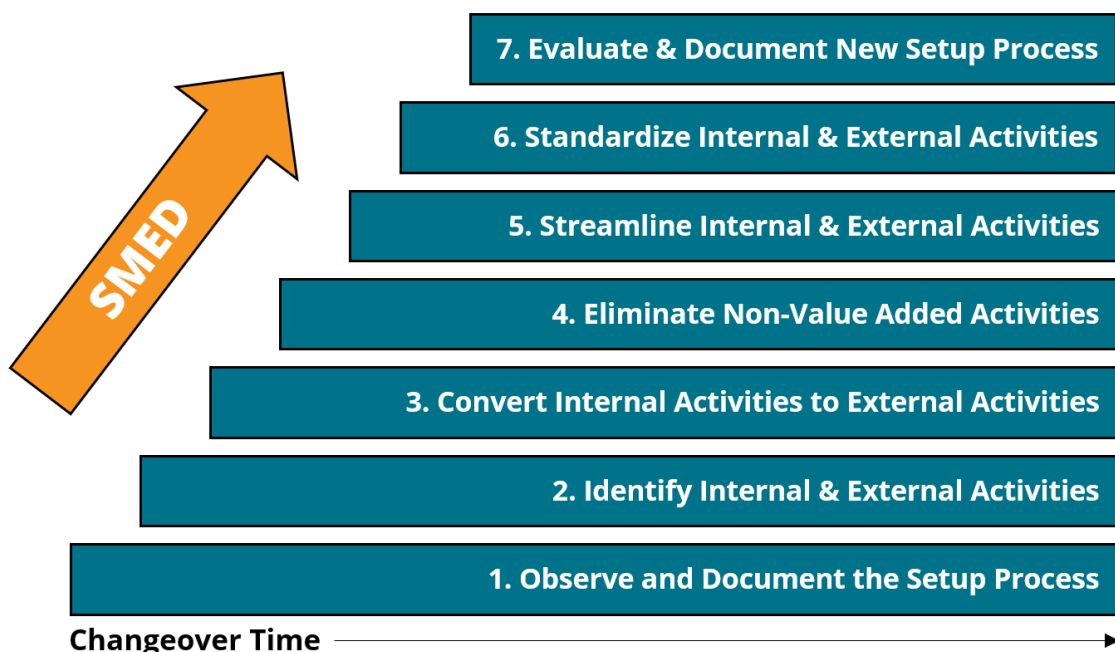 7. Evaluate & Document New Setup Process
6. Standardize Internal & External Activities
5. Streamline Internal & External Activities
SMED
4. Eliminate Non-Value Added Activities
3. Convert Internal Activities to External Activities
2. Identify Internal & External Activities
1. Observe and Document the Setup Process
Changeover Time